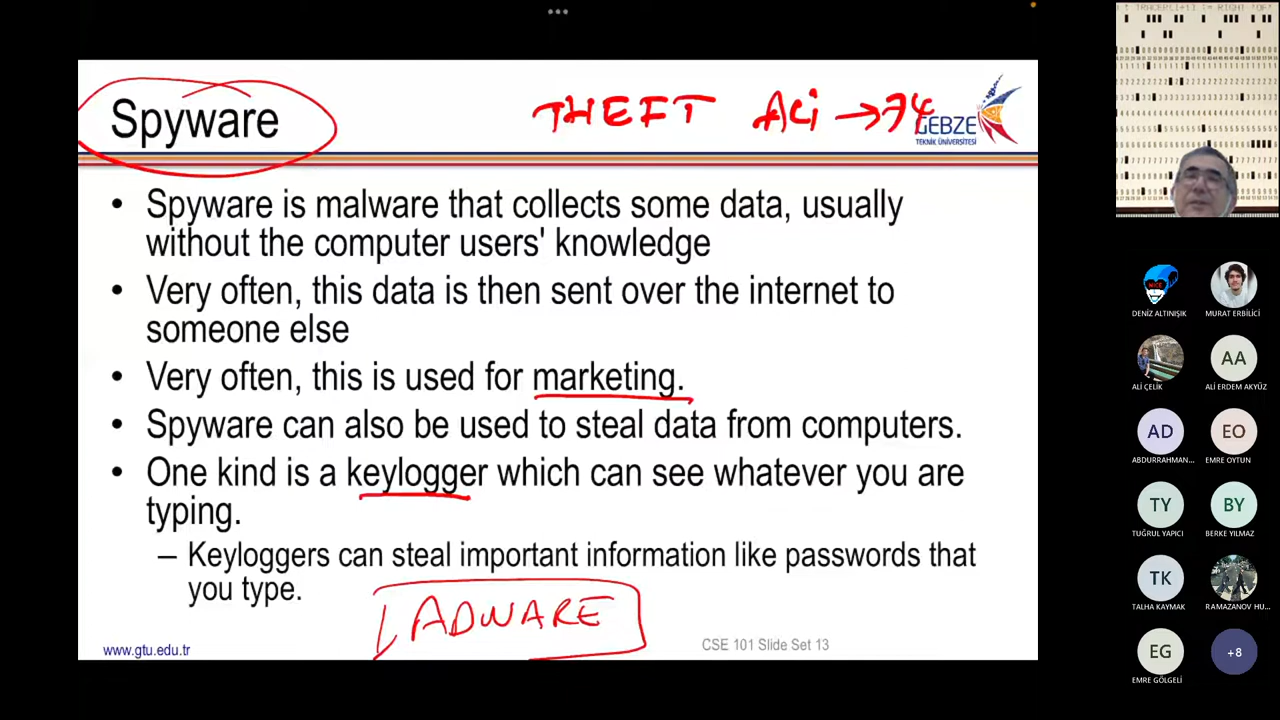 Spyware
THEFT ALİ →
GEBZE
TEKNİK ÜNİVERSİTESİ
• Spyware is malware that collects some data, usually
without the computer users' knowledge
• Very often, this data is then sent over the internet to
someone else
• Very often, this is used for marketing.
• Spyware can also be used to steal data from computers.
• One kind is a keylogger which can see whatever you are
typing.
– Keyloggers can steal important information like passwords that
you type.
ADWARE
www.gtu.edu.tr
CSE 101 Slide Set 13
DENİZ ALTINIŞIK
MURAT ERBİLİCİ
ALİ ÇELİK
AA
ALİ ERDEM AKYÜZ
AD
ABDURRAHMAN...
EO
EMRE OYTUN
TY
TUĞRUL YAPICI
BY
BERKE YILMAZ
TK
TALHA KAYMAK
RAMAZANOV HU...
EG
EMRE GÖLGELİ
+8